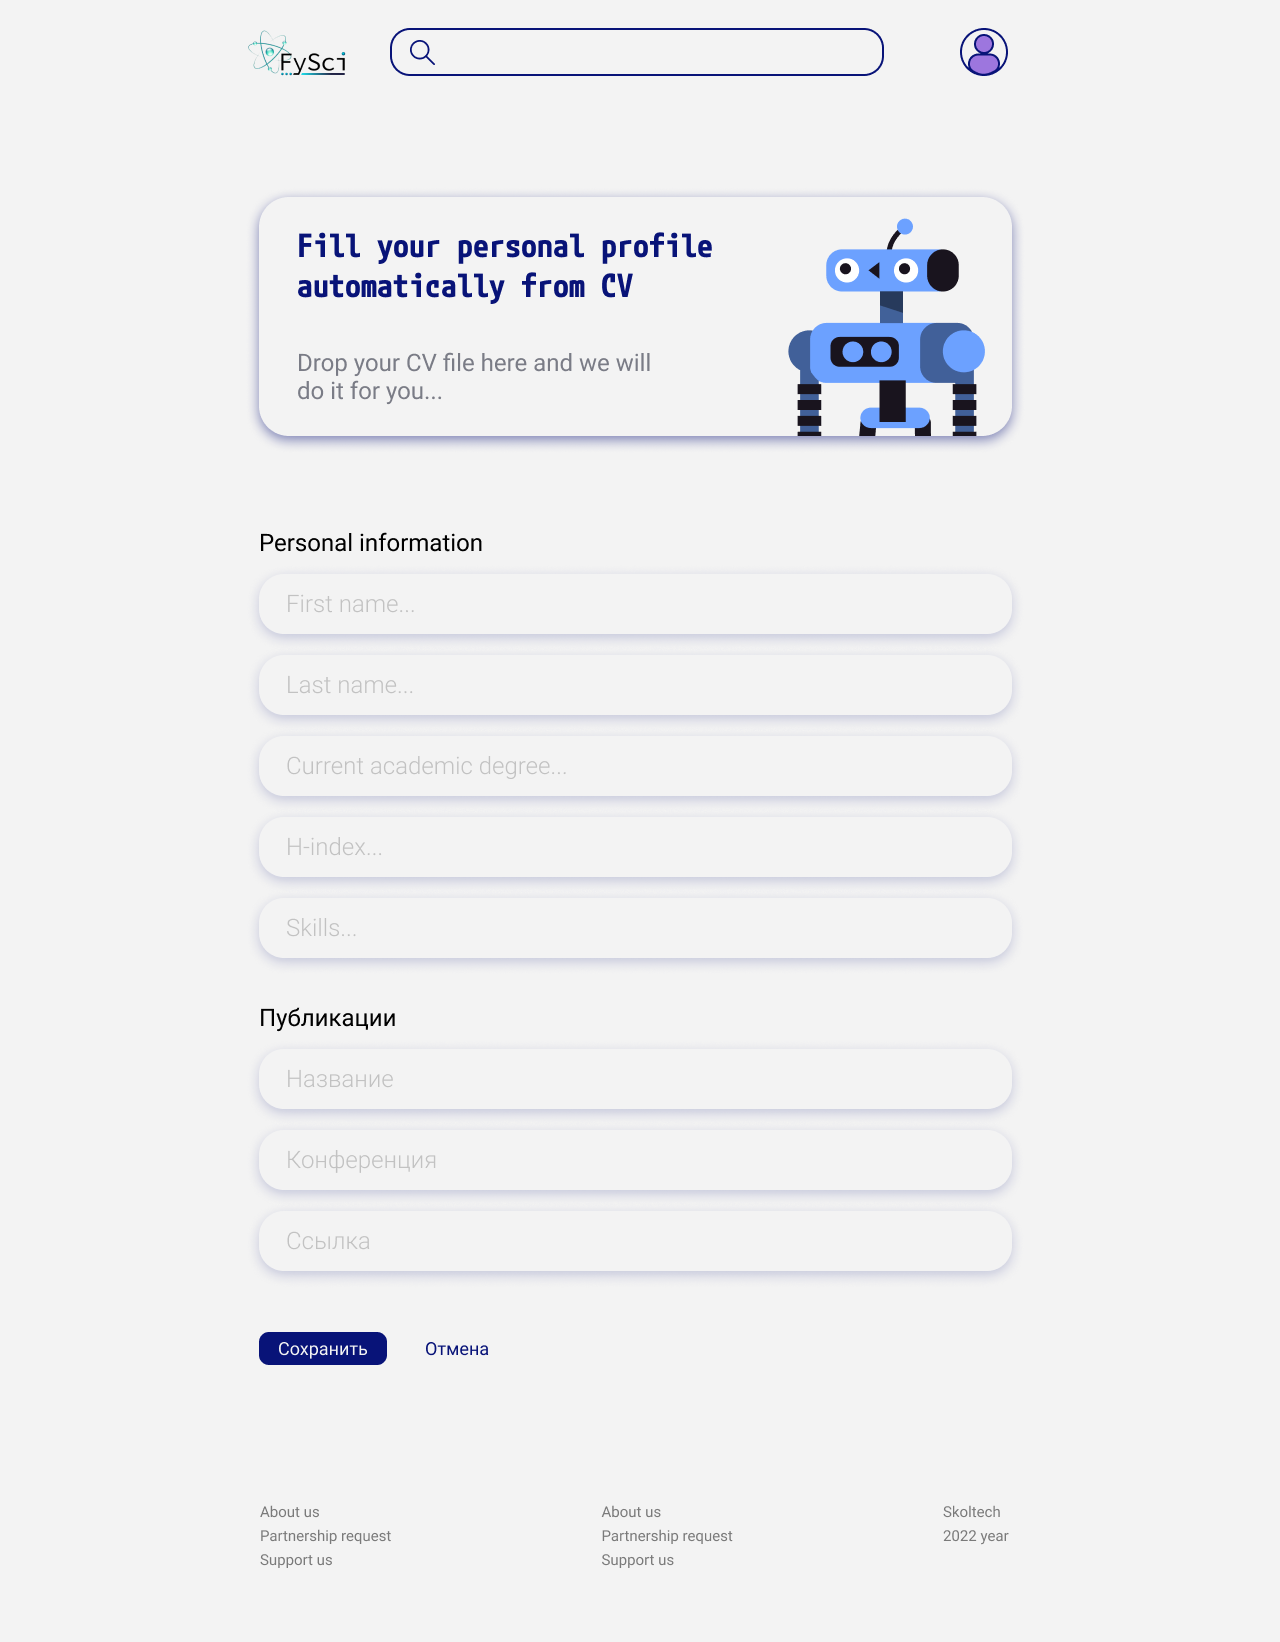 FySci
Fill your personal profile
automatically from CV
Drop your CV file here and we will
do it for you...
Personal information
First name...
Last name...
Current academic degree...
H-index...
Skills...
Публикации
Название
Конференция
Ссылка
Сохранить
Отмена
About us
Partnership request
Support us
About us
Partnership request
Support us
Skoltech
2022 year